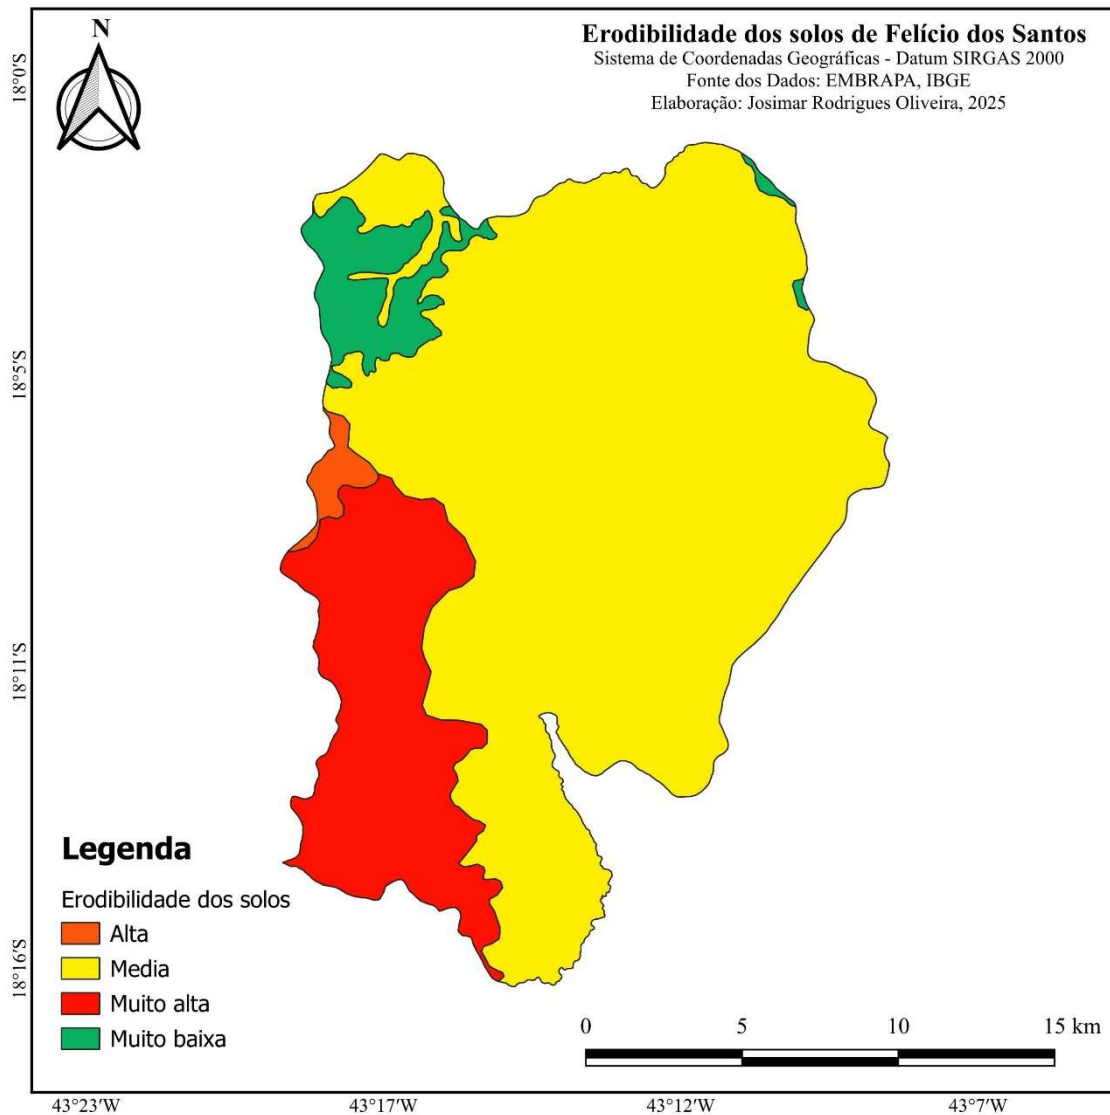 N
Erodibilidade dos solos de Felício dos Santos
Sistema de Coordenadas Geográficas - Datum SIRGAS 2000
Fonte dos Dados: EMBRAPA, IBGE
Elaboração: Josimar Rodrigues Oliveira, 2025
18°0'S
18°5'S
18°11'S
18°16'S
Legenda
Erodibilidade dos solos
Alta
Media
Muito alta
Muito baixa
0 5 10 15 km
43°23'W 43°17'W 43°12'W 43°7'W